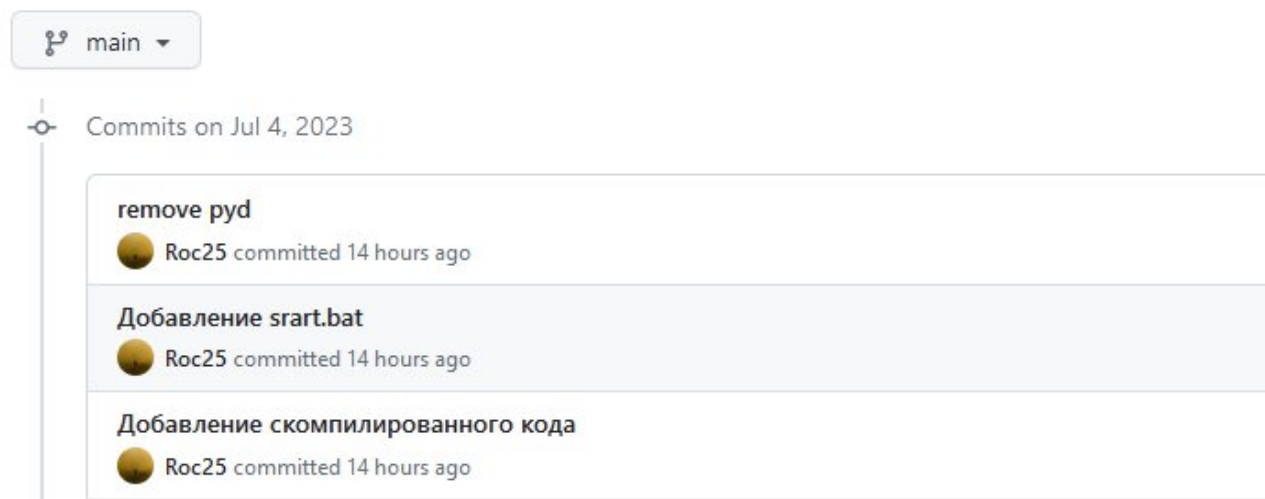 main
Commits on Jul 4, 2023
remove pyd
Roc25 committed 14 hours ago
Добавление srart.bat
Roc25 committed 14 hours ago
Добавление скомпилированного кода
Roc25 committed 14 hours ago